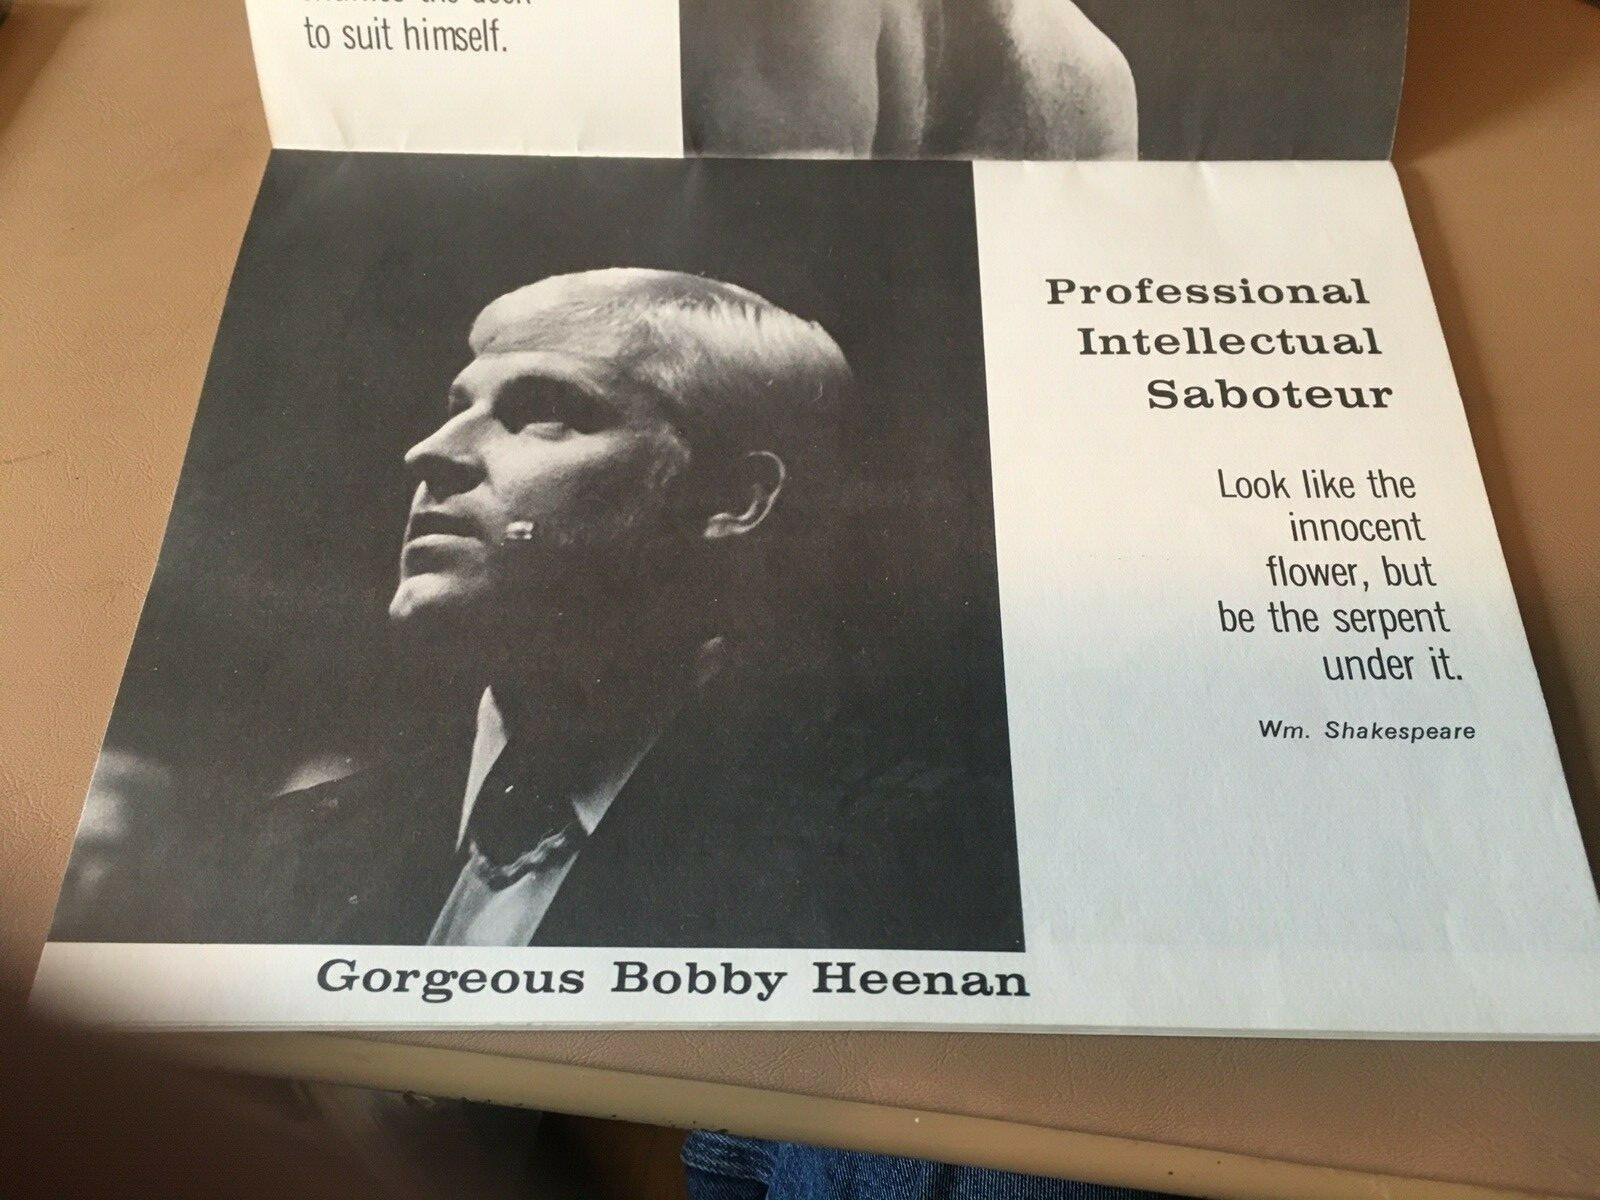 to suit himself.
Professional
Intellectual
Saboteur
Look like the
innocent
flower, but
be the serpent
under it.
Wm. Shakespeare
Gorgeous Bobby Heenan